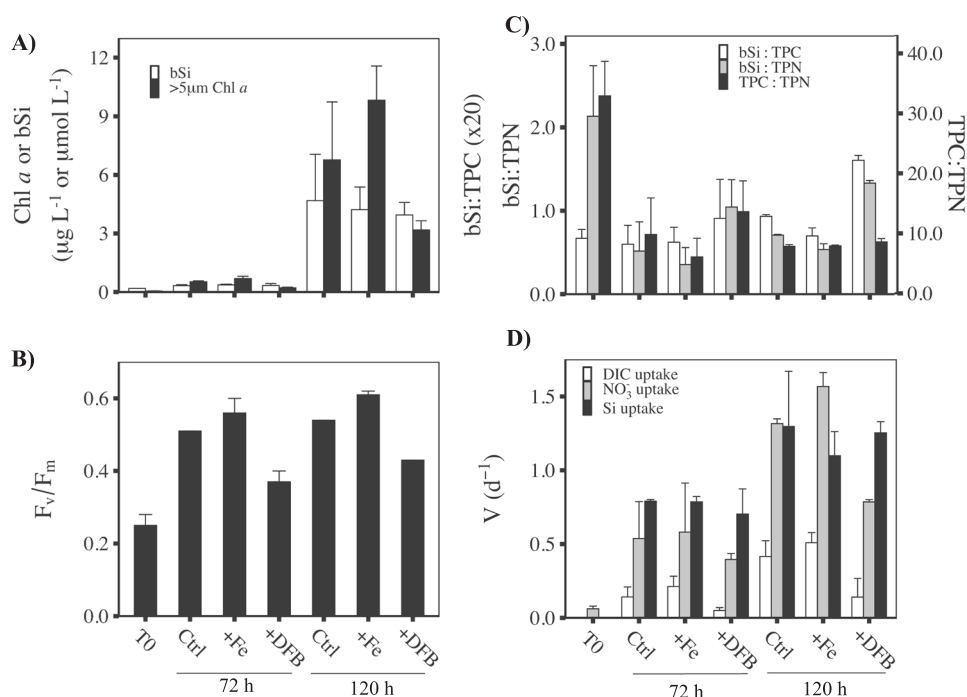 A)
Chl a or bSi
(µg L⁻¹ or µmol L⁻¹)
12
9
6
3
0
bSi
>5µm Chl a
B)
Fv/Fm
0.6
0.4
0.2
0.0
T0
Ctrl
+Fe
+DFB
Ctrl
+Fe
+DFB
72 h
120 h
C)
bSi:TPC (x20)
bSi:TPN
3.0
2.0
1.0
0.0
bSi:TPC
bSi:TPN
TPC:TPN
40.0
30.0
20.0
10.0
0.0
TPC:TPN
D)
V (d⁻¹)
1.5
1.0
0.5
0.0
DIC uptake
NO₃⁻ uptake
Si uptake
T0
Ctrl
+Fe
+DFB
Ctrl
+Fe
+DFB
72 h
120 h